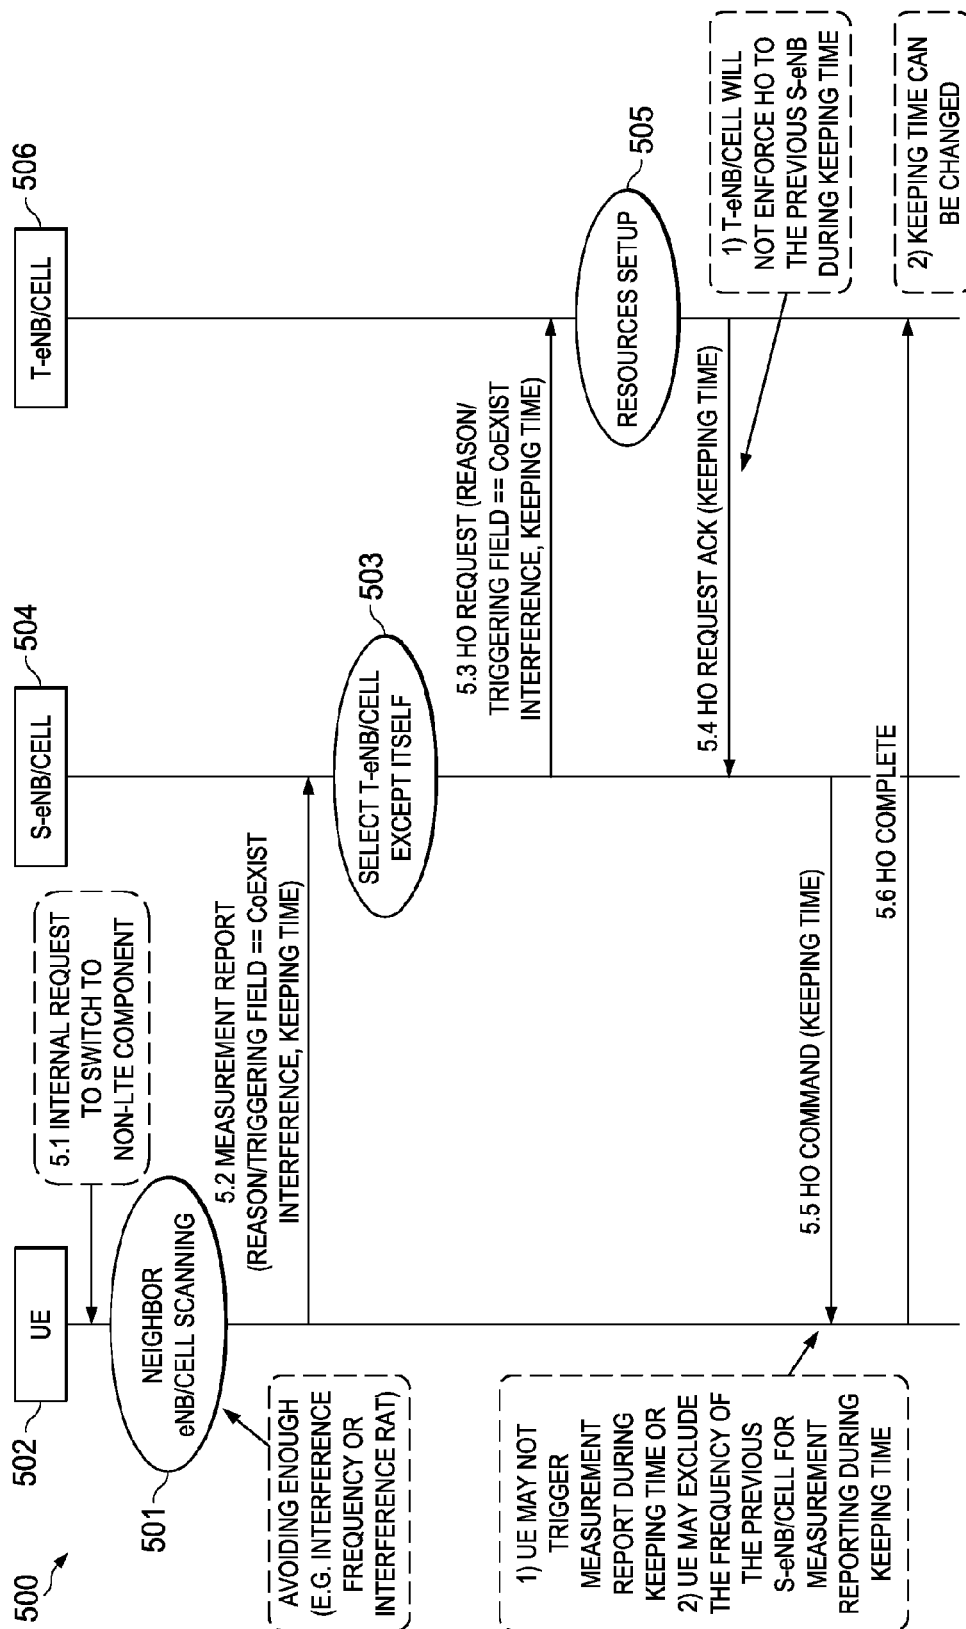 500
502
UE
504
S-eNB/CELL
506
T-eNB/CELL
5.1 INTERNAL REQUEST
TO SWITCH TO
NON-LTE COMPONENT
NEIGHBOR
eNB/CELL SCANNING
501
AVOIDING ENOUGH
(E.G. INTERFERENCE
FREQUENCY OR
INTERFERENCE RAT)
5.2 MEASUREMENT REPORT
(REASON/TRIGGERING FIELD == CoEXIST
INTERFERENCE, KEEPING TIME)
SELECT T-eNB/CELL
EXCEPT ITSELF
503
5.3 HO REQUEST (REASON/
TRIGGERING FIELD == CoEXIST
INTERFERENCE, KEEPING TIME)
RESOURCES SETUP
505
5.4 HO REQUEST ACK (KEEPING TIME)
1) T-eNB/CELL WILL
NOT ENFORCE HO TO
THE PREVIOUS S-eNB
DURING KEEPING TIME
5.5 HO COMMAND (KEEPING TIME)
1) UE MAY NOT
TRIGGER
MEASUREMENT
REPORT DURING
KEEPING TIME OR
2) UE MAY EXCLUDE
THE FREQUENCY OF
THE PREVIOUS
S-eNB/CELL FOR
MEASUREMENT
REPORTING DURING
KEEPING TIME
5.6 HO COMPLETE
2) KEEPING TIME CAN
BE CHANGED